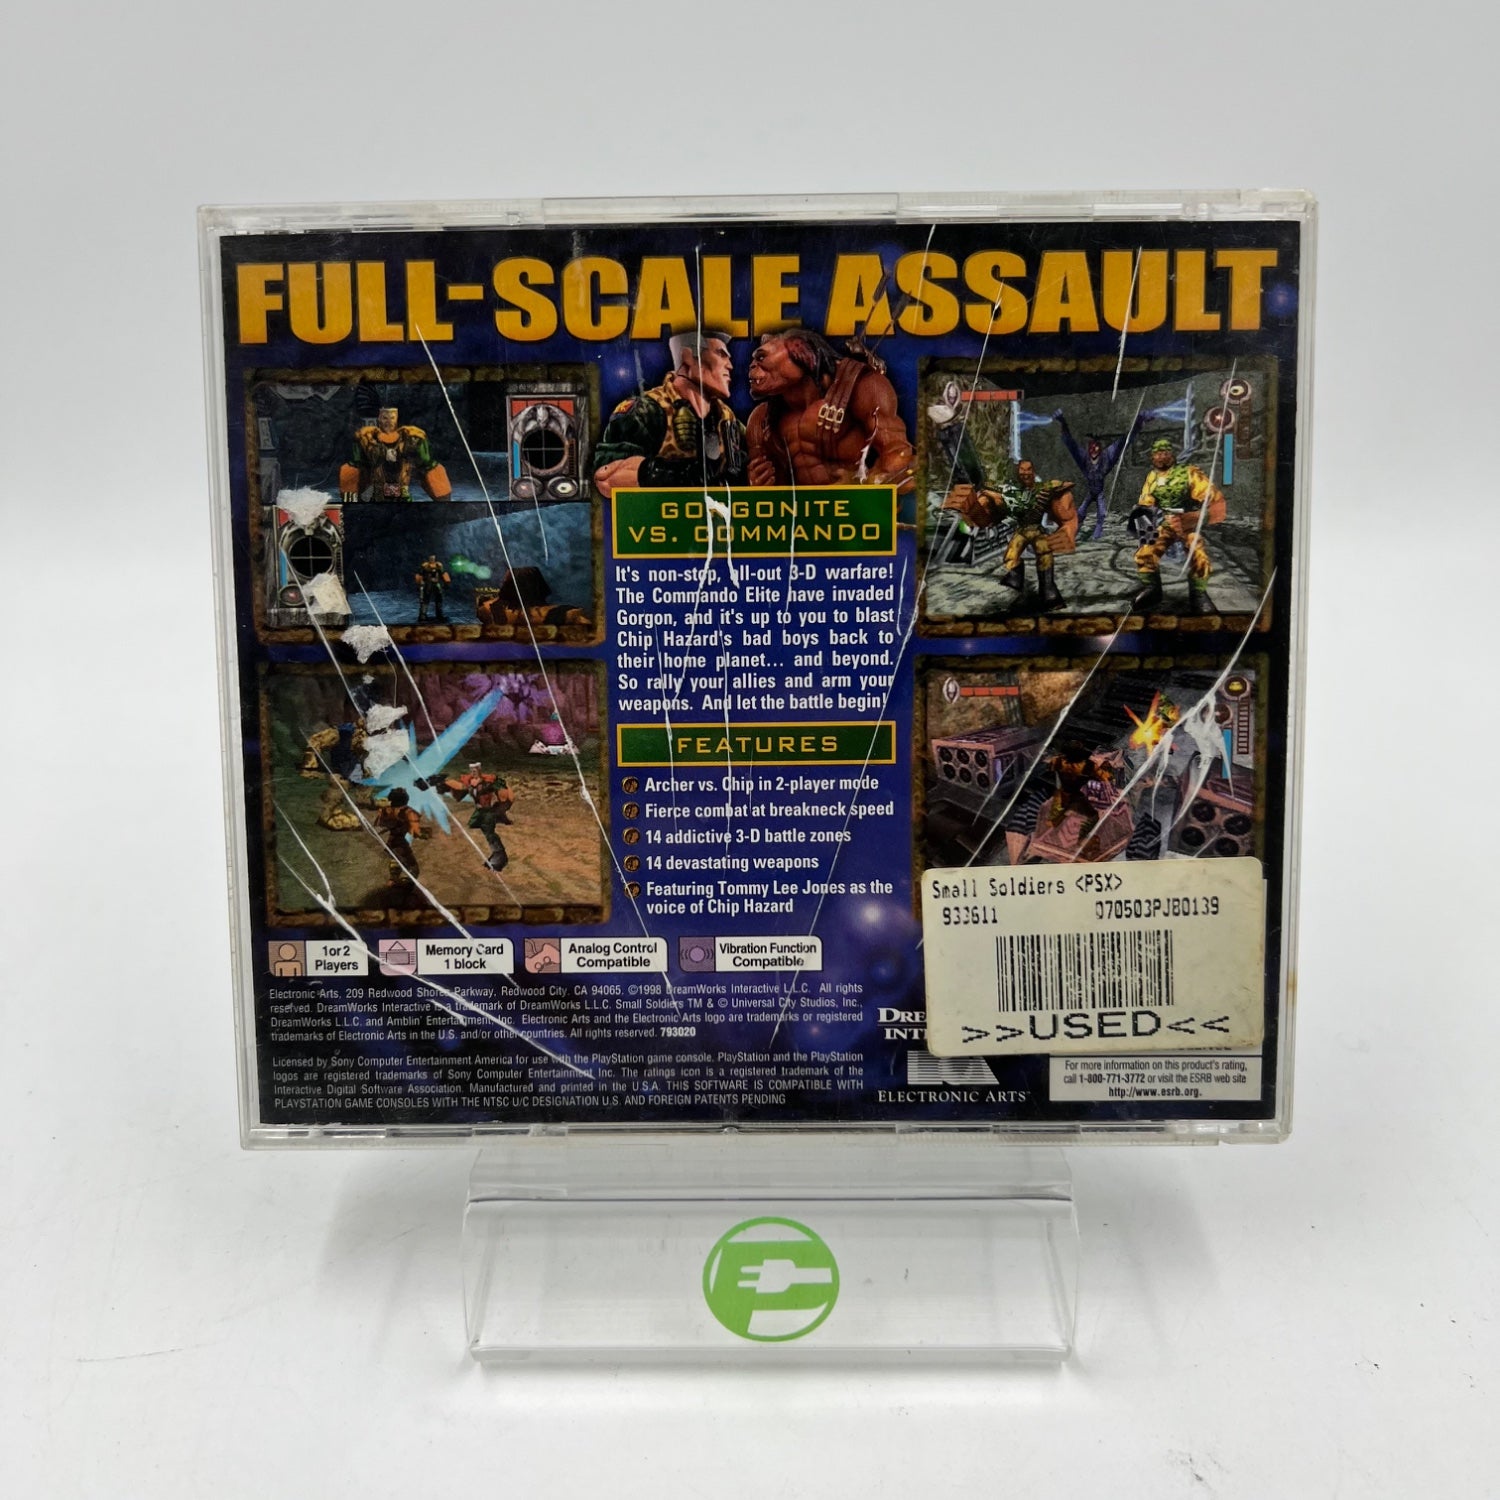 FULL-SCALE ASSAULT
GORGONITE
VS. COMMANDO
It's non-stop, all-out 3-D warfare!
The Commando Elite have invaded
Gorgon, and it's up to you to blast
Chip Hazard's bad boys back to
their home planet... and beyond.
So rally your allies and arm your
weapons. And let the battle begin!
FEATURES
Archer vs. Chip in 2-player mode
Fierce combat at breakneck speed
14 addictive 3-D battle zones
14 devastating weapons
Featuring Tommy Lee Jones as the
voice of Chip Hazard
Small Soldiers <PSX>
933611 070503PJ80139
>>USED<<
1 or 2
Players
Memory Card
1 block
Analog Control
Compatible
Vibration Function
Compatible
Electronic Arts, 209 Redwood Shores Parkway, Redwood City, CA 94065. ©1998 DreamWorks Interactive L.L.C. All rights
reserved. DreamWorks Interactive is a trademark of DreamWorks L.L.C. Small Soldiers TM & © Universal City Studios, Inc.,
DreamWorks L.L.C. and Amblin' Entertainment, Inc. Electronic Arts and the Electronic Arts logo are trademarks or registered
trademarks of Electronic Arts in the U.S. and/or other countries. All rights reserved. 793020
Licensed by Sony Computer Entertainment America for use with the PlayStation game console. PlayStation and the PlayStation
logos are registered trademarks of Sony Computer Entertainment Inc. The ratings icon is a registered trademark of the
Interactive Digital Software Association. Manufactured and printed in the U.S.A. THIS SOFTWARE IS COMPATIBLE WITH
PLAYSTATION GAME CONSOLES WITH THE NTSC U/C DESIGNATION U.S. AND FOREIGN PATENTS PENDING
ELECTRONIC ARTS™
For more information on this product's rating,
call 1-800-771-3772 or visit the ESRB web site
http://www.esrb.org.